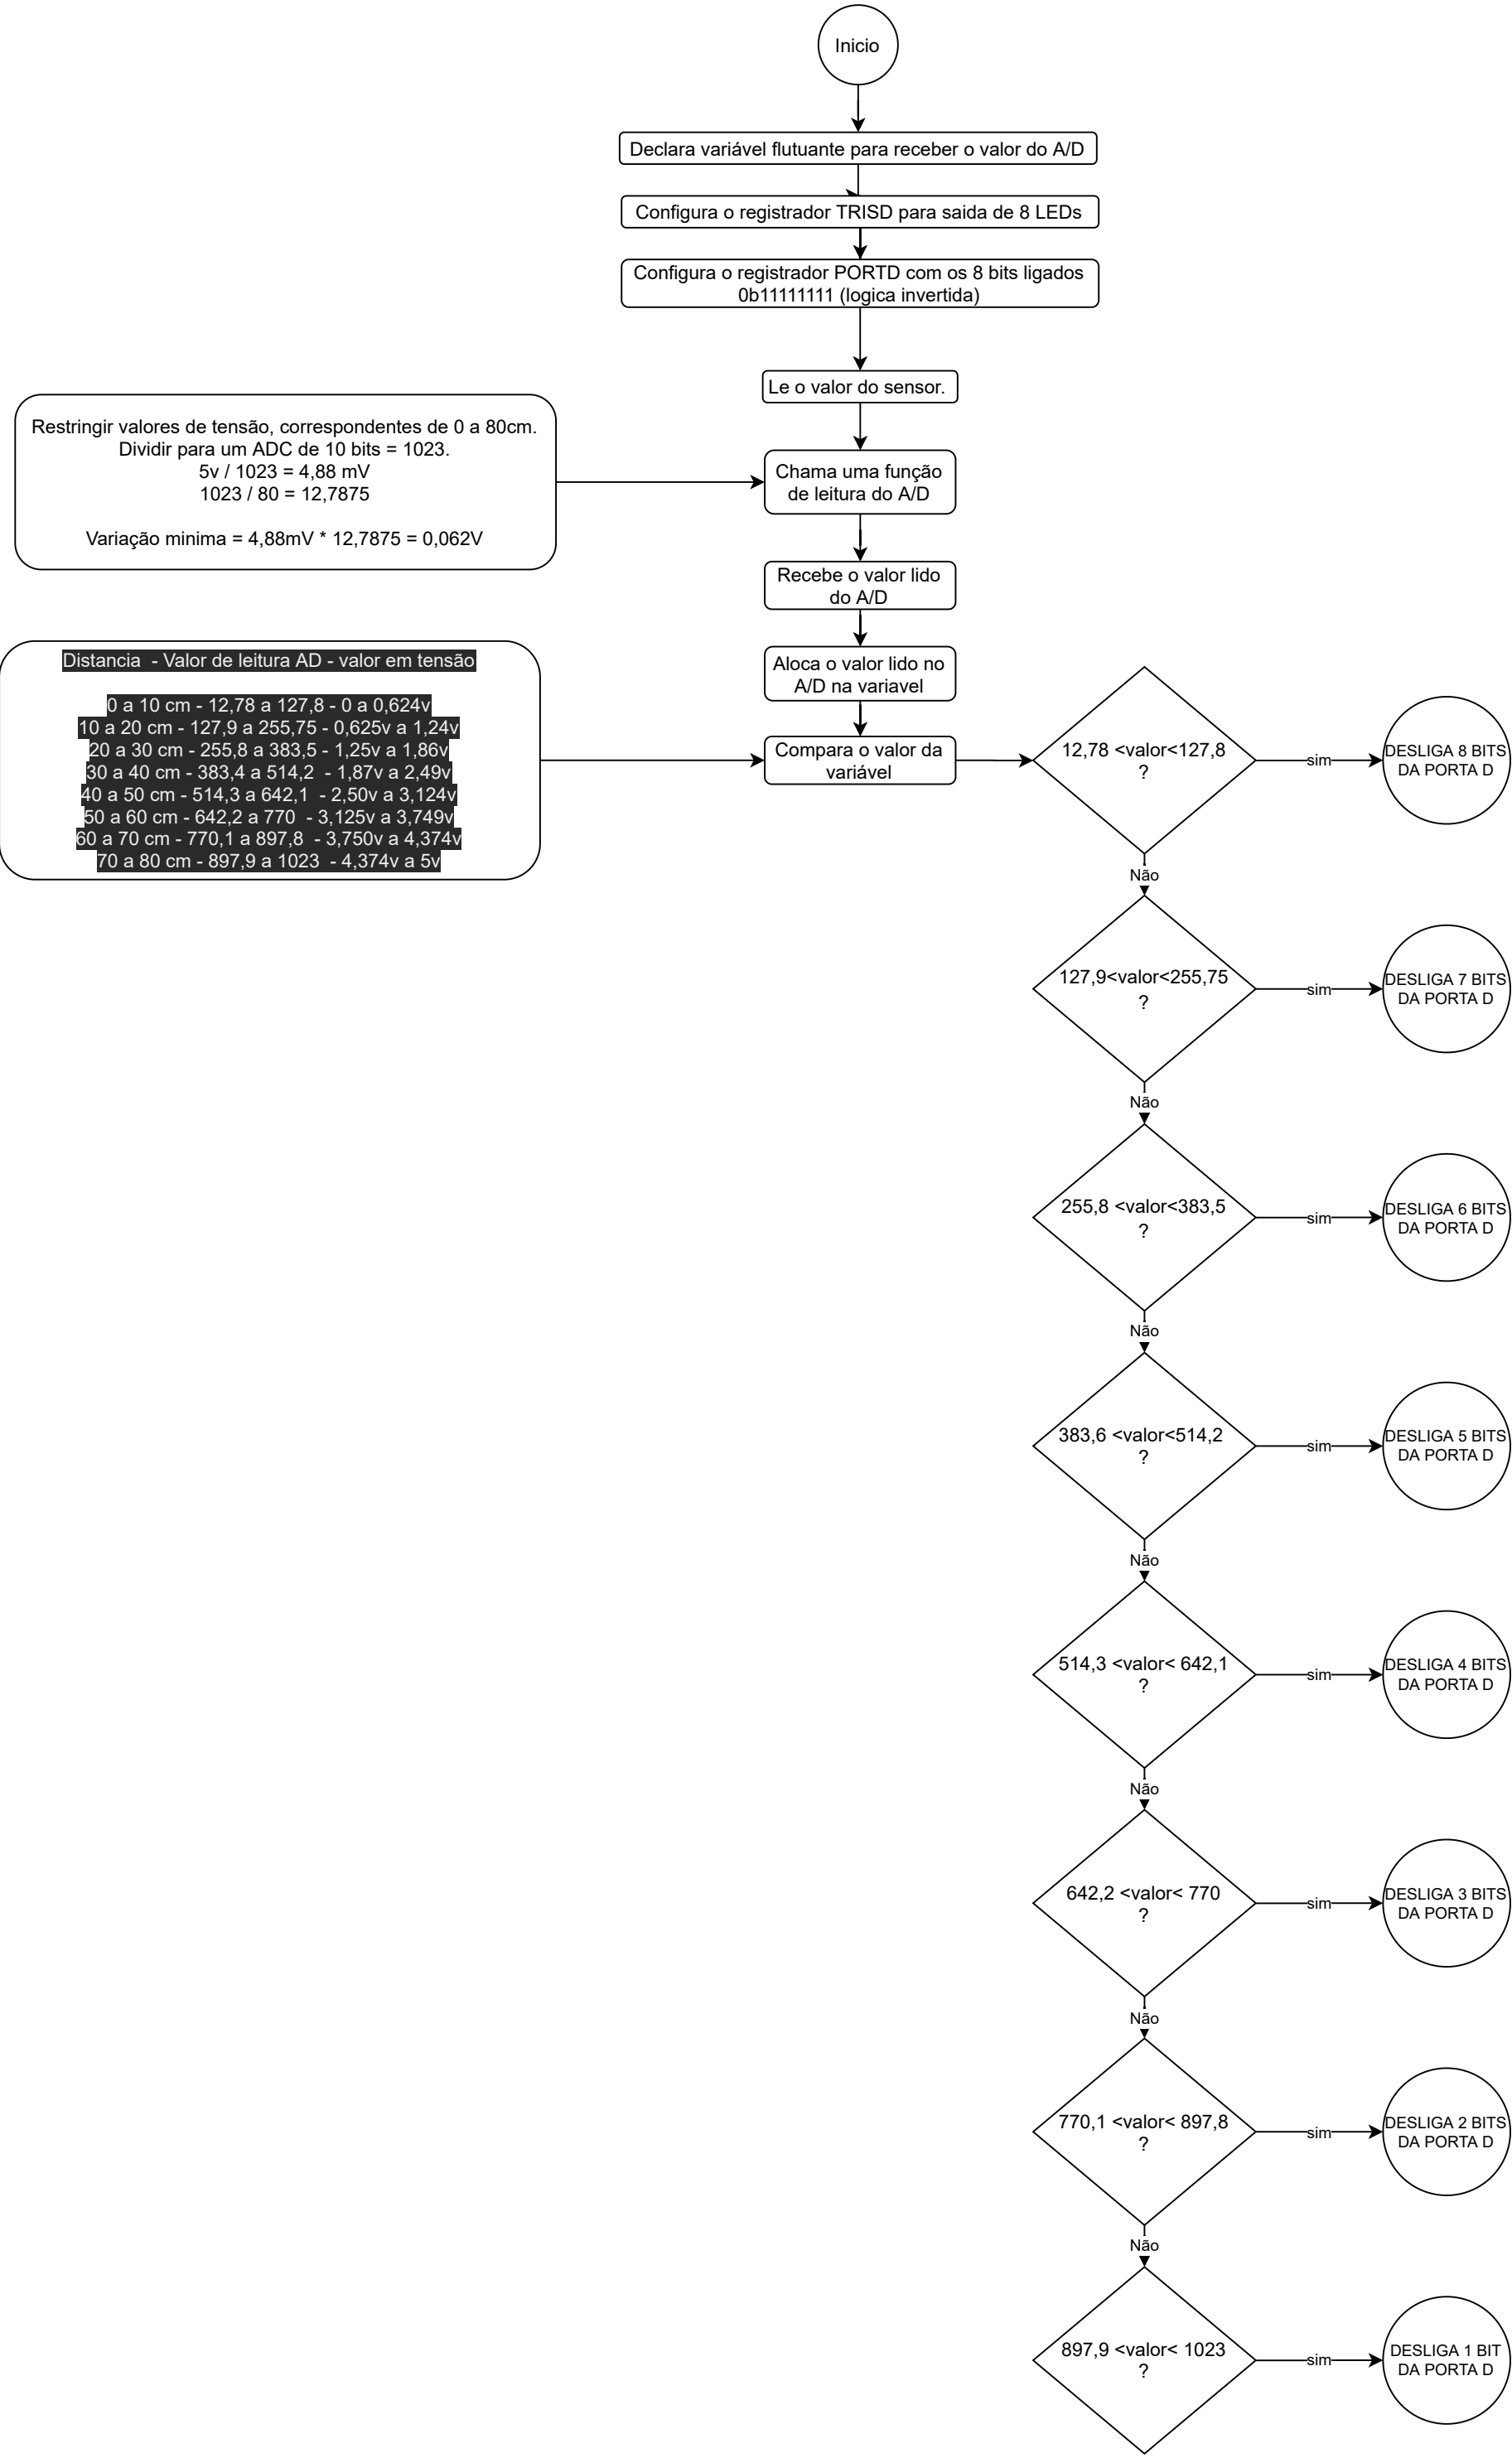 Inicio
Declara variável flutuante para receber o valor do A/D
Configura o registrador TRISD para saida de 8 LEDs
Configura o registrador PORTD com os 8 bits ligados
0b11111111 (logica invertida)
Le o valor do sensor.
Restringir valores de tensão, correspondentes de 0 a 80cm.
Dividir para um ADC de 10 bits = 1023.
5v / 1023 = 4,88 mV
1023 / 80 = 12,7875
Variação minima = 4,88mV * 12,7875 = 0,062V
Chama uma função
de leitura do A/D
Recebe o valor lido
do A/D
Aloca o valor lido no
A/D na variavel
Distancia  - Valor de leitura AD - valor em tensão
0 a 10 cm - 12,78 a 127,8 - 0 a 0,624v
10 a 20 cm - 127,9 a 255,75 - 0,625v a 1,24v
20 a 30 cm - 255,8 a 383,5 - 1,25v a 1,86v
30 a 40 cm - 383,4 a 514,2  - 1,87v a 2,49v
40 a 50 cm - 514,3 a 642,1  - 2,50v a 3,124v
50 a 60 cm - 642,2 a 770  - 3,125v a 3,749v
60 a 70 cm - 770,1 a 897,8  - 3,750v a 4,374v
70 a 80 cm - 897,9 a 1023  - 4,374v a 5v
Compara o valor da
variável
12,78 <valor<127,8
?
sim
DESLIGA 8 BITS
DA PORTA D
Não
127,9<valor<255,75
?
sim
DESLIGA 7 BITS
DA PORTA D
Não
255,8 <valor<383,5
?
sim
DESLIGA 6 BITS
DA PORTA D
Não
383,6 <valor<514,2
?
sim
DESLIGA 5 BITS
DA PORTA D
Não
514,3 <valor< 642,1
?
sim
DESLIGA 4 BITS
DA PORTA D
Não
642,2 <valor< 770
?
sim
DESLIGA 3 BITS
DA PORTA D
Não
770,1 <valor< 897,8
?
sim
DESLIGA 2 BITS
DA PORTA D
Não
897,9 <valor< 1023
?
sim
DESLIGA 1 BIT
DA PORTA D